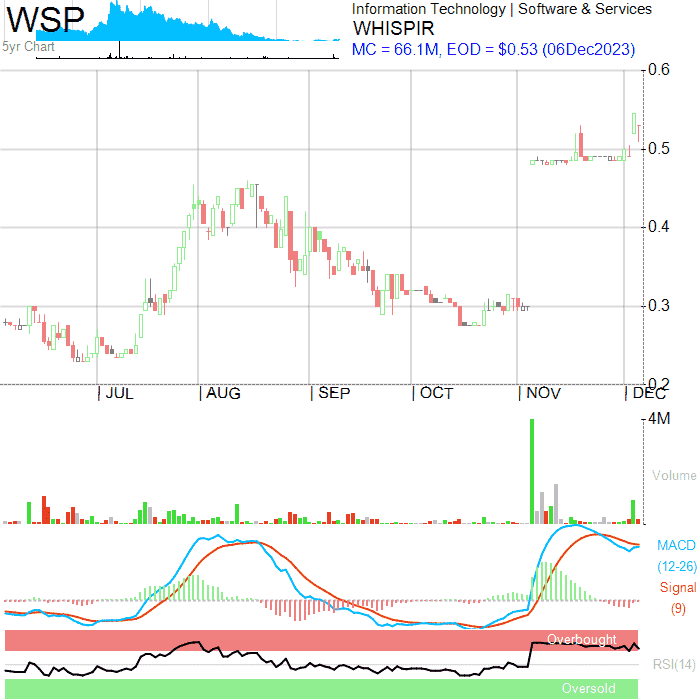 WSP
5yr Chart
Information Technology | Software & Services
WHISPIR
MC = 66.1M, EOD = $0.53 (06Dec2023)
0.6
0.5
0.4
0.3
0.2
JUL AUG SEP OCT NOV DEC
4M
Volume
MACD
(12-26)
Signal
(9)
Overbought
RSI(14)
Oversold